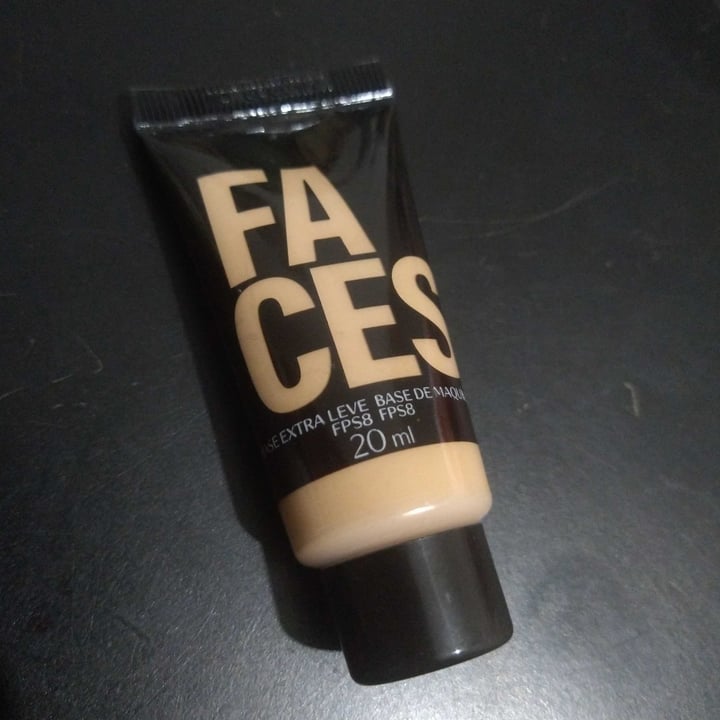 FA
CES
EXTRA LEVE BASE DE
FPS8 FPS8
20 ml